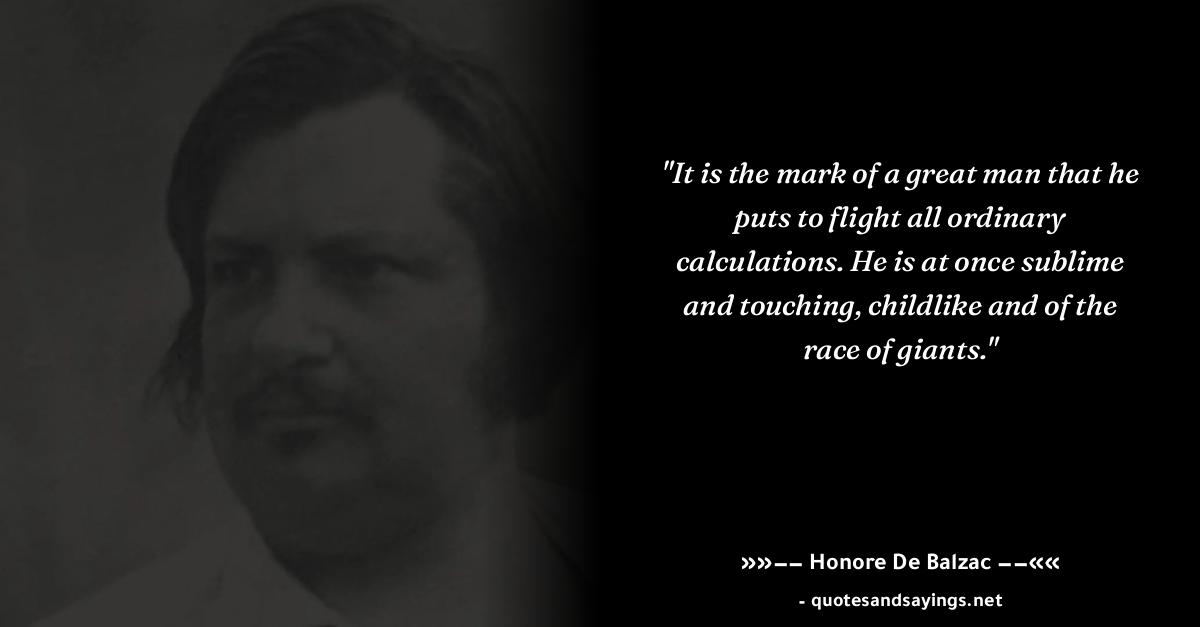 "It is the mark of a great man that he
puts to flight all ordinary
calculations. He is at once sublime
and touching, childlike and of the
race of giants."
»»–– Honore De Balzac ––««
- quotesandsayings.net